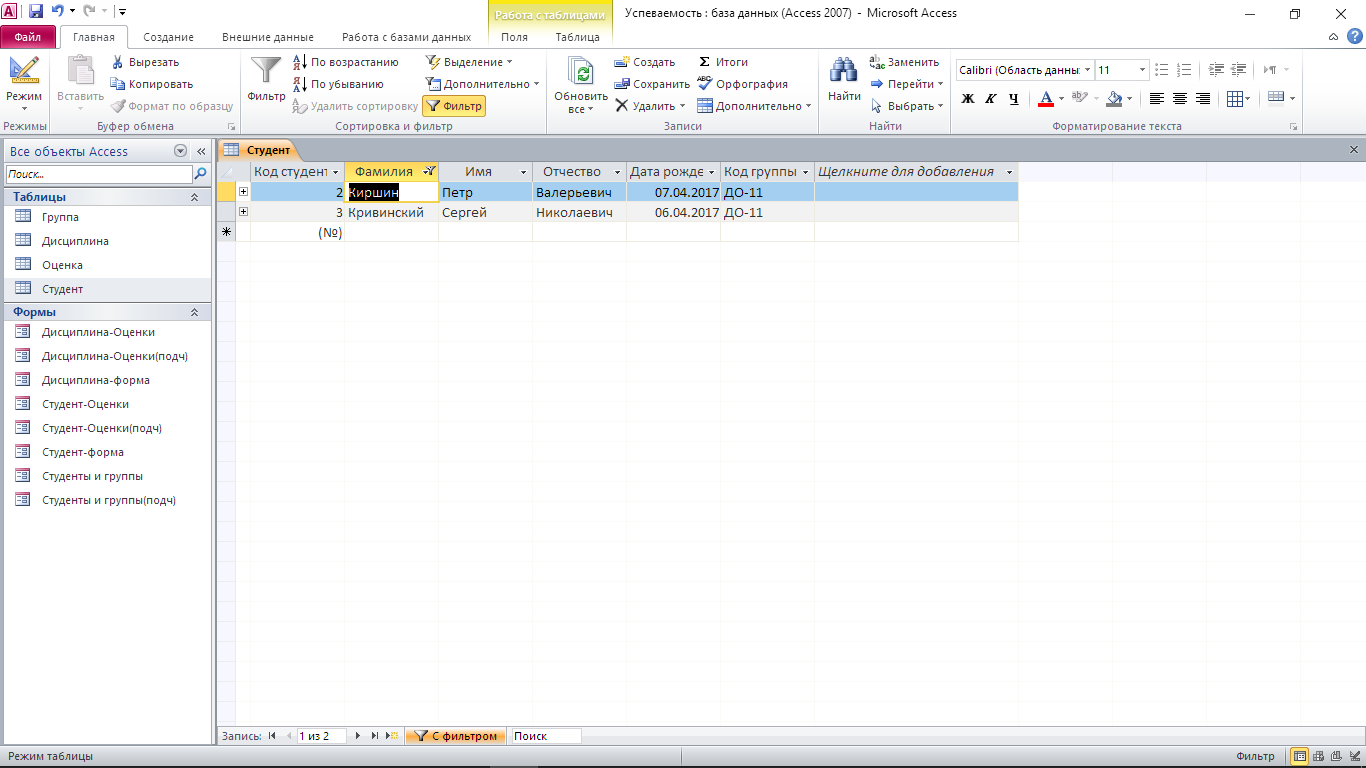 Работа с таблицами
Успеваемость : база данных (Access 2007) - Microsoft Access
Файл Главная Создание Внешние данные Работа с базами данных Поля Таблица
Режим
Режимы
Вставить
Вырезать
Копировать
Формат по образцу
Буфер обмена
Фильтр
По возрастанию
По убыванию
Удалить сортировку
Выделение
Дополнительно
Фильтр
Сортировка и фильтр
Обновить
все
Создать
Сохранить
Удалить
Итоги
Орфография
Дополнительно
Записи
Найти
Заменить
Перейти
Выбрать
Найти
Calibri (Область данны: 11
Ж К Ч А
Форматирование текста
Все объекты Access
Поиск...
Таблицы
Группа
Дисциплина
Оценка
Студент
Формы
Дисциплина-Оценки
Дисциплина-Оценки(подч)
Дисциплина-форма
Студент-Оценки
Студент-Оценки(подч)
Студент-форма
Студенты и группы
Студенты и группы(подч)
Студент
Код студент Фамилия Имя Отчество Дата рожде Код группы Щелкните для добавления
2 Киршин Петр Валерьевич 07.04.2017 ДО-11
3 Кривинский Сергей Николаевич 06.04.2017 ДО-11
(№)
Запись: 1 из 2 С фильтром Поиск
Режим таблицы Фильтр